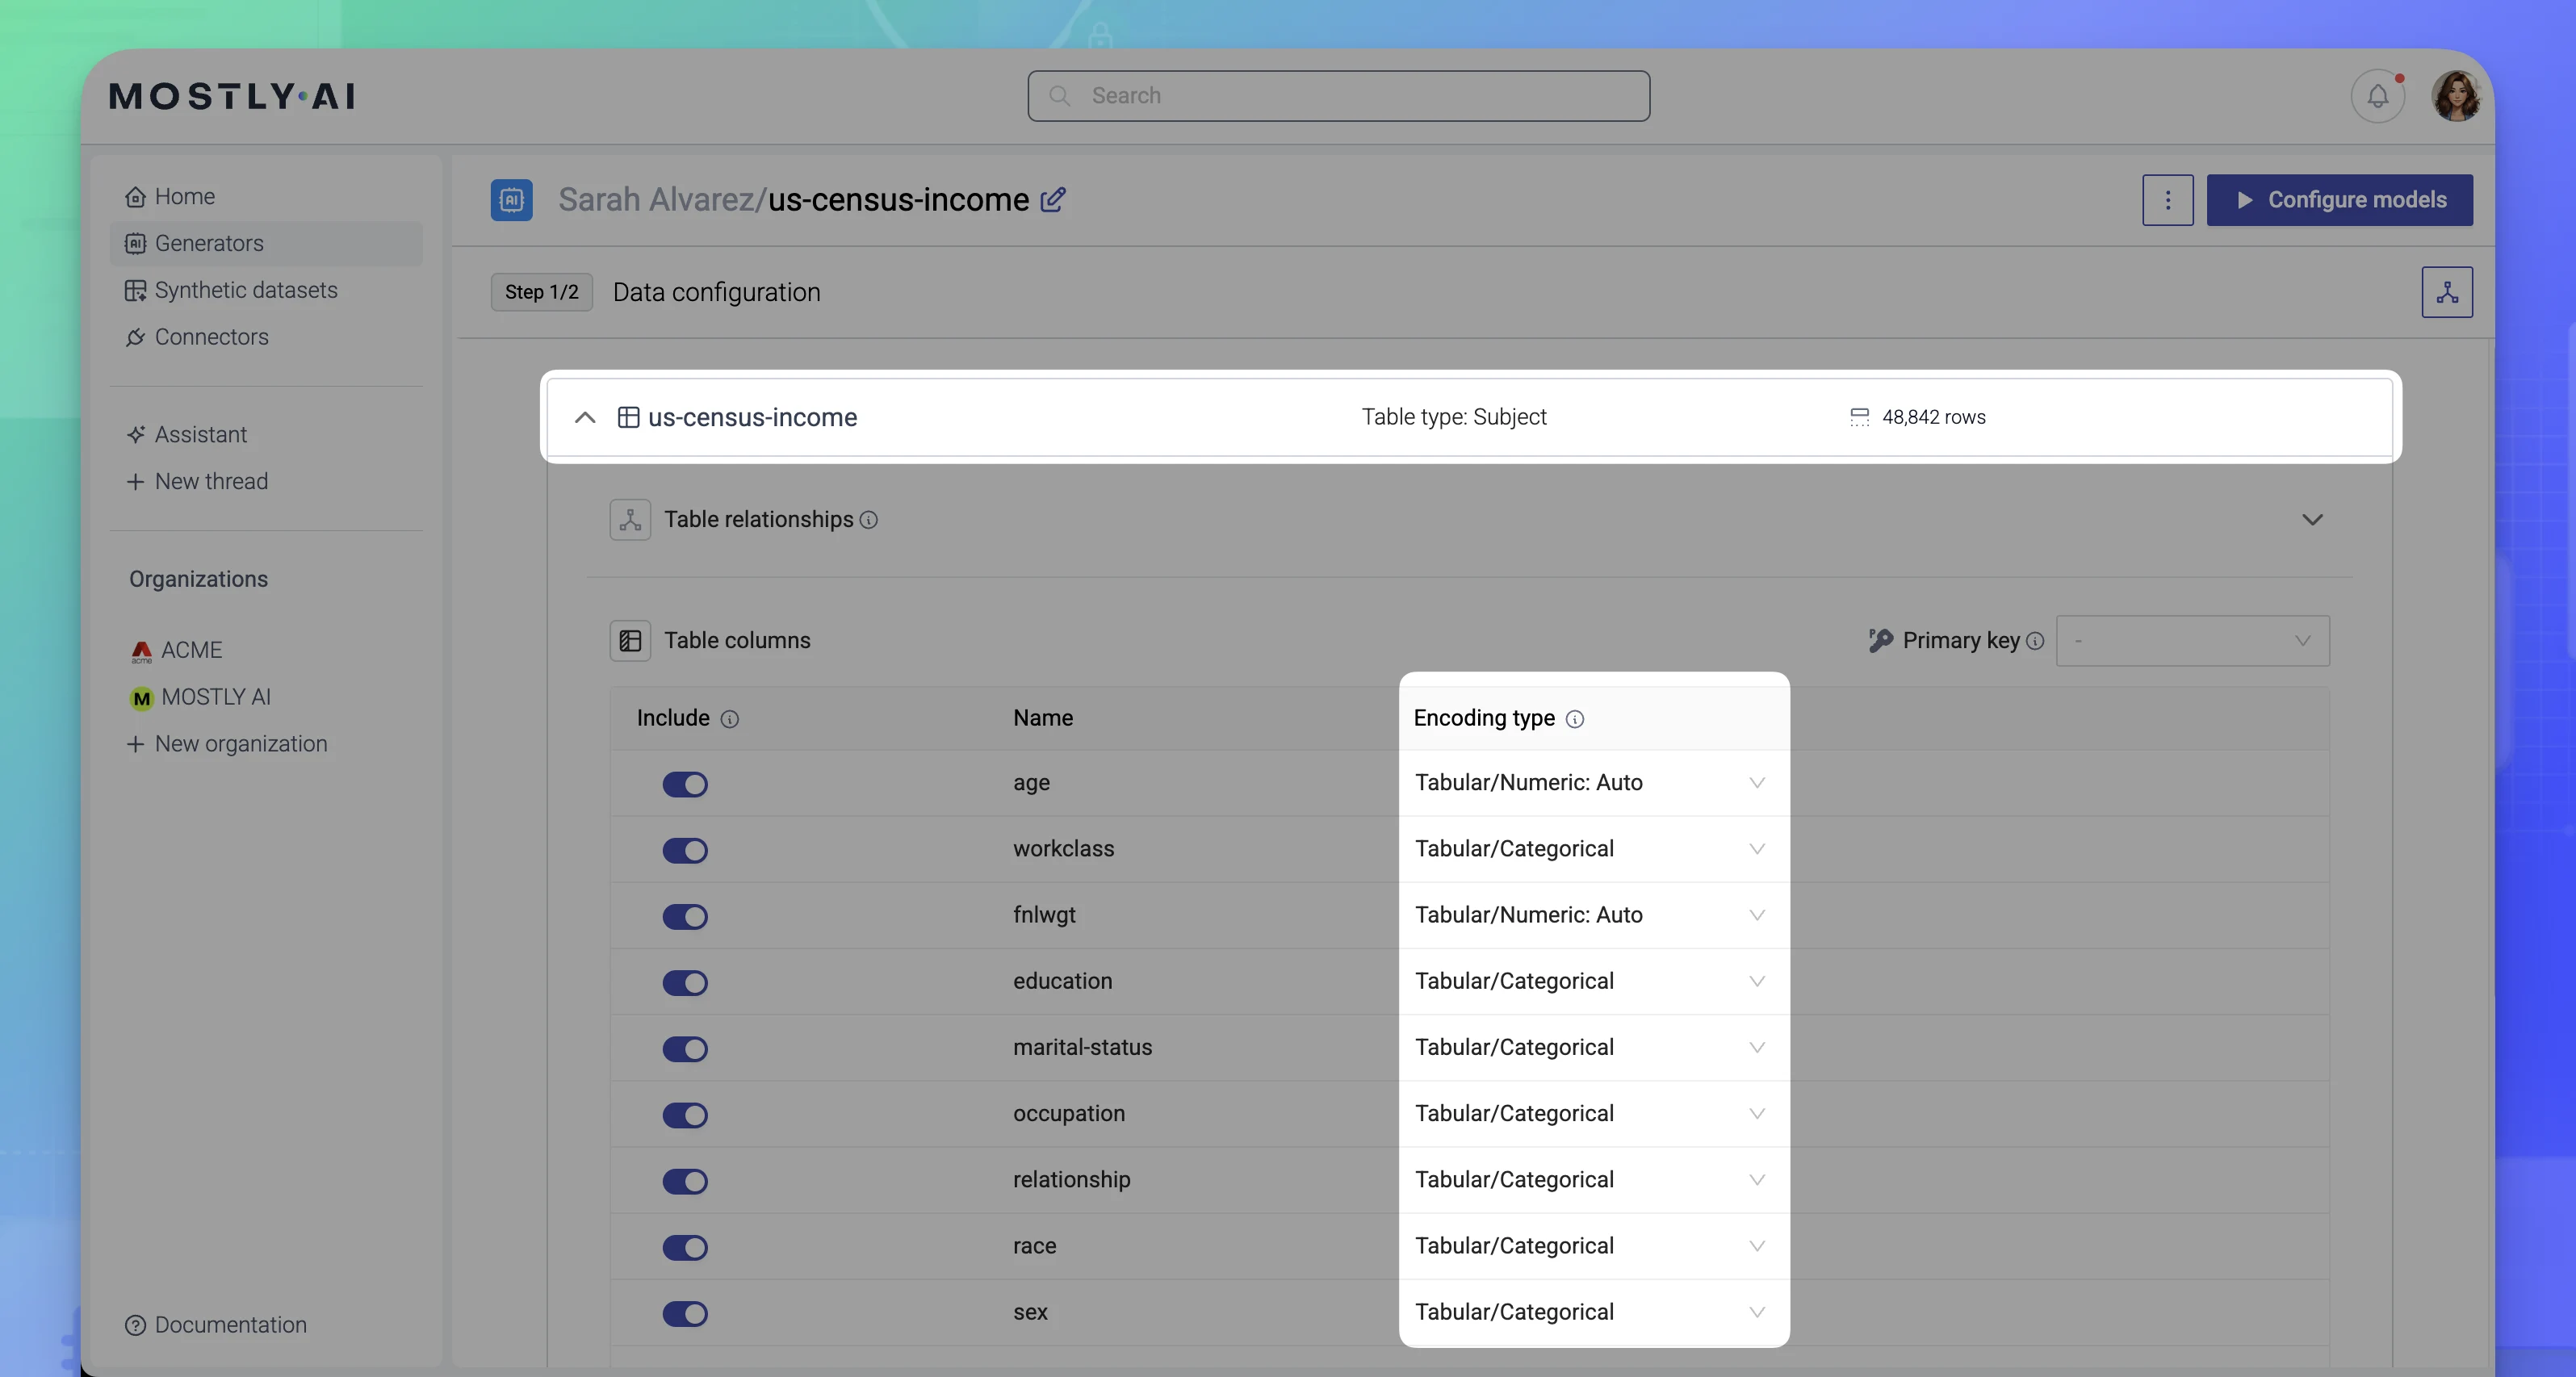 MOSTLY AI
Search
Home
Generators
Synthetic datasets
Connectors
Assistant
New thread
Organizations
acme ACME
M MOSTLY AI
New organization
Documentation
AI Sarah Alvarez/us-census-income
Configure models
Step 1/2 Data configuration
us-census-income Table type: Subject 48,842 rows
Table relationships
Table columns P Primary key -
Include Name Encoding type
age Tabular/Numeric: Auto
workclass Tabular/Categorical
fnlwgt Tabular/Numeric: Auto
education Tabular/Categorical
marital-status Tabular/Categorical
occupation Tabular/Categorical
relationship Tabular/Categorical
race Tabular/Categorical
sex Tabular/Categorical